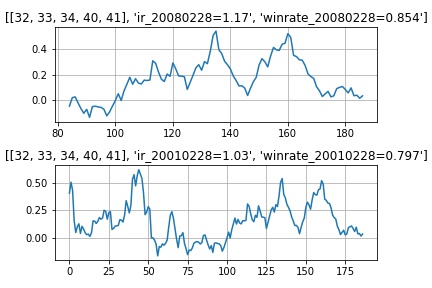 [[32, 33, 34, 40, 41], 'ir_20080228=1.17', 'winrate_20080228=0.854']
0.4
0.2
0.0
80 100 120 140 160 180
[[32, 33, 34, 40, 41], 'ir_20010228=1.03', 'winrate_20010228=0.797']
0.50
0.25
0.00
0 25 50 75 100 125 150 175